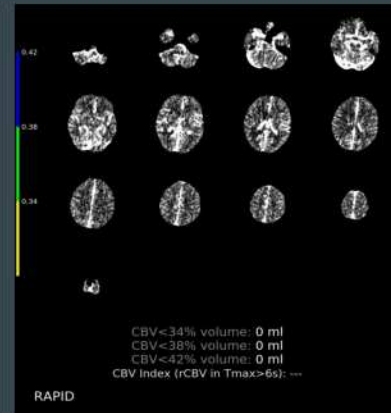 0.42
0.38
0.34
CBV<34% volume: 0 ml
CBV<38% volume: 0 ml
CBV<42% volume: 0 ml
CBV Index (rCBV in Tmax>6s): ---
RAPID